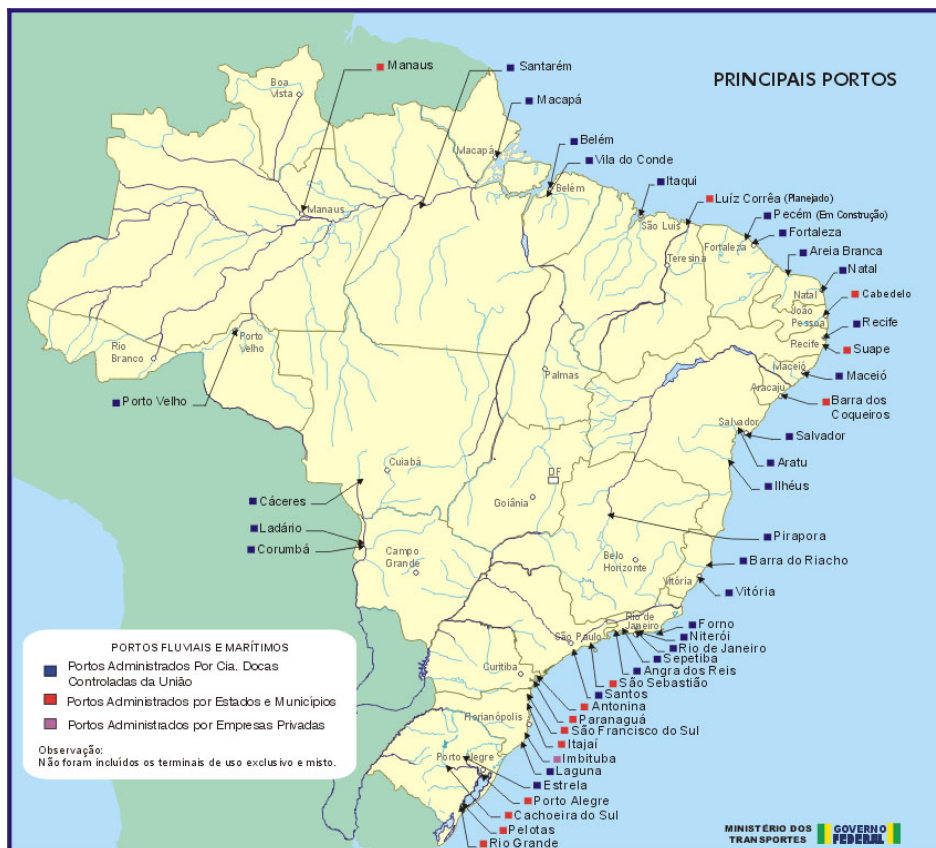 PRINCIPAIS PORTOS
Manaus
Santarém
Macapá
Belém
Vila do Conde
Itaqui
Luíz Corrêa (Planejado)
Pecém (Em Construção)
Fortaleza
Areia Branca
Natal
Cabedelo
Recife
Suape
Maceió
Barra dos
Coqueiros
Salvador
Aratu
Ilhéus
Pirapora
Barra do Riacho
Vitória
Forno
Niterói
Rio de Janeiro
Sepetiba
Angra dos Reis
São Sebastião
Santos
Antonina
Paranaguá
São Francisco do Sul
Itajaí
Imbituba
Laguna
Estrela
Porto Alegre
Cachoeira do Sul
Pelotas
Rio Grande
Porto Velho
Cáceres
Ladário
Corumbá
Boa
vista
Macapá
Belém
Manaus
São Luis
Teresina
Fortaleza
Natal
João
Pessoa
Recife
Maceió
Aracaju
Salvador
Palmas
Porto
Velho
Rio
Branco
Cuiabá
DF
Goiânia
Campo
Grande
Belo
Horizonte
Vitória
Rio de
Janeiro
São Paulo
Curitiba
Florianópolis
Porto Alegre
PORTOS FLUVIAIS E MARÍTIMOS
Portos Administrados Por Cia. Docas
Controladas da União
Portos Administrados por Estados e Municípios
Portos Administrados por Empresas Privadas
Observação:
Não foram incluídos os terminais de uso exclusivo e misto.
MINISTÉRIO DOS
TRANSPORTES
GOVERNO
FEDERAL